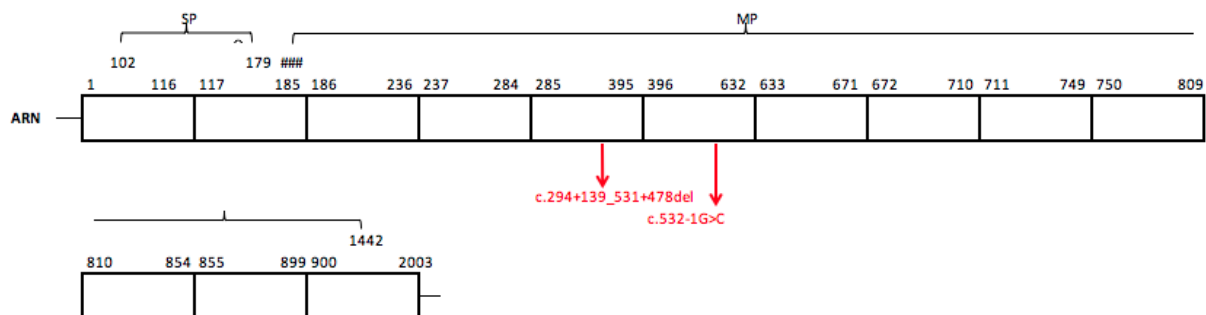 SP MP
102 179 ###
1 116 117 185 186 236 237 284 285 395 396 632 633 671 672 710 711 749 750 809
ARN
c.294+139_531+478del
c.532-1G>C
1442
810 854 855 899 900 2003